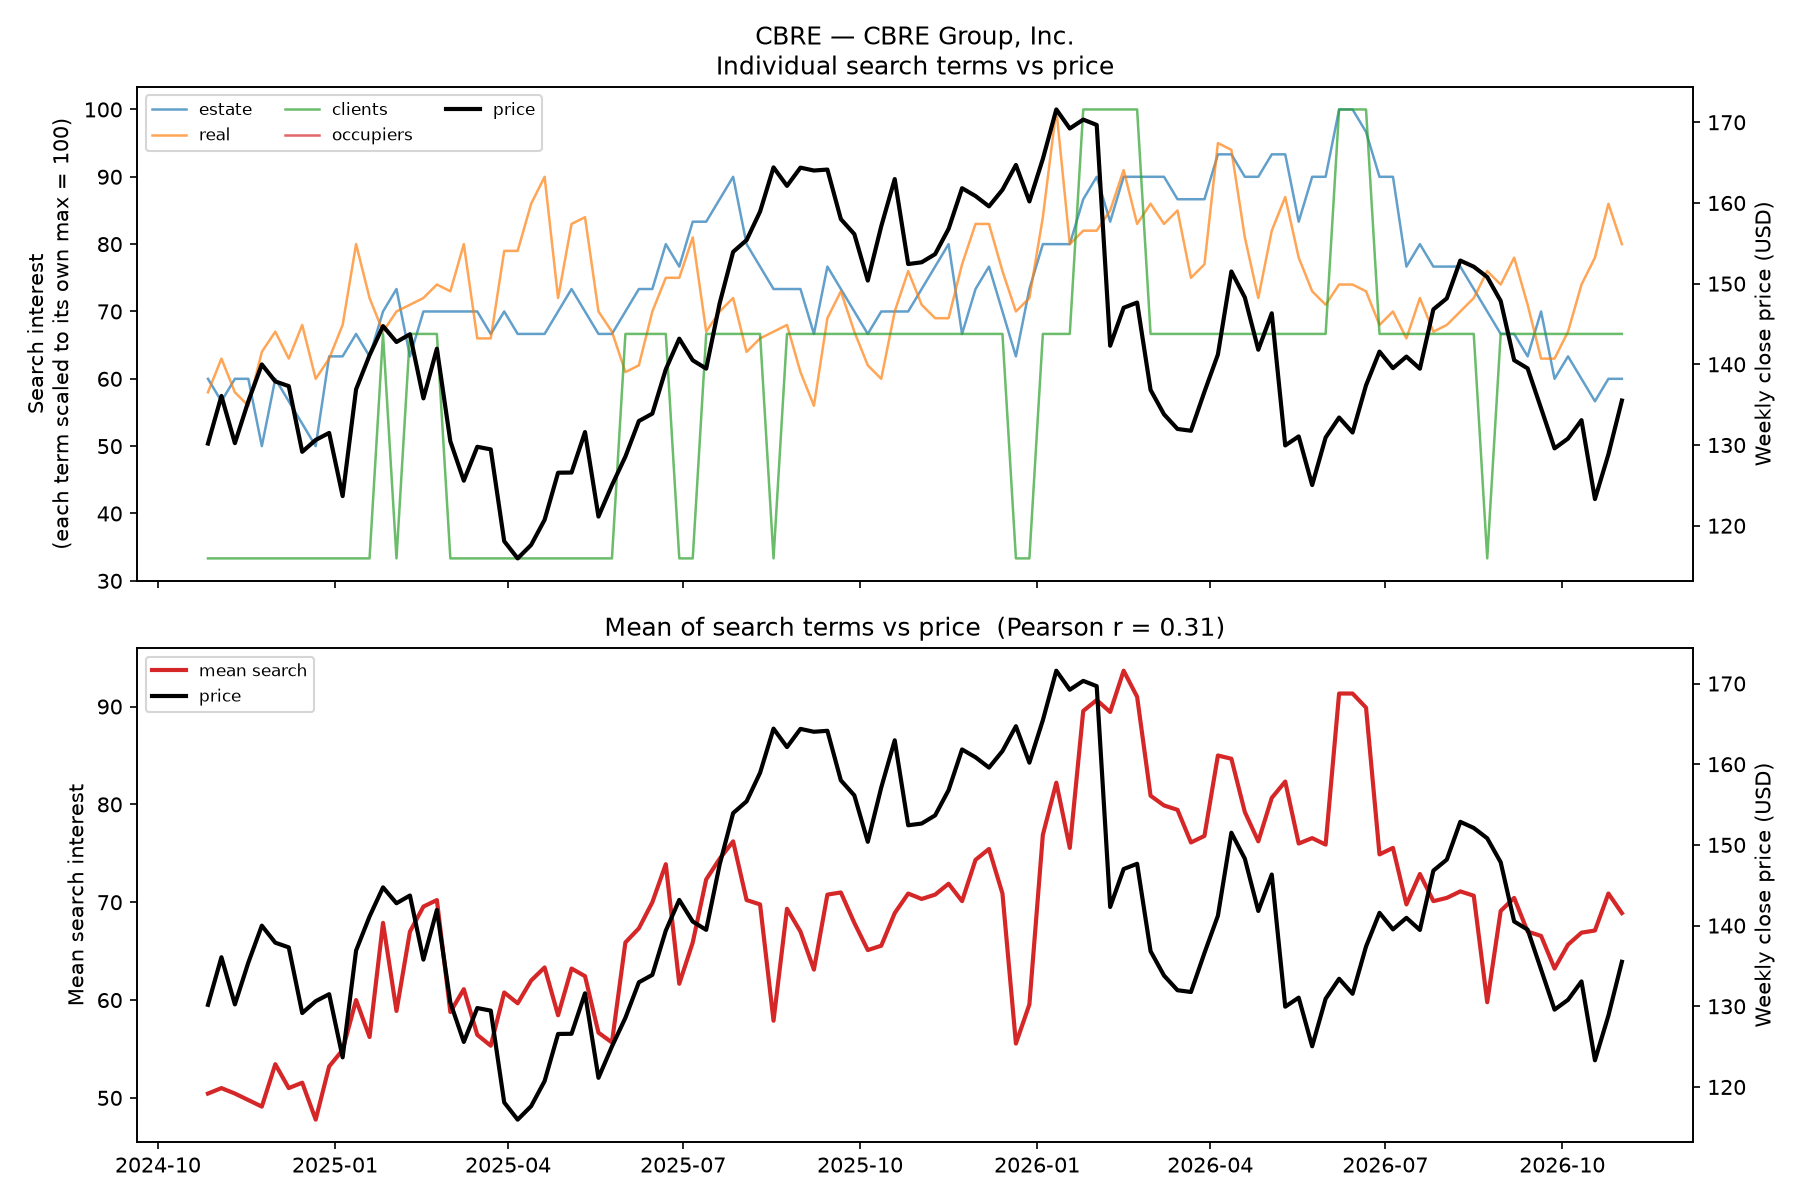 CBRE — CBRE Group, Inc.
Individual search terms vs price
estate
real
clients
occupiers
price
Search interest
(each term scaled to its own max = 100)
100
90
80
70
60
50
40
30
170
160
150
140
130
120
Weekly close price (USD)
Mean of search terms vs price (Pearson r = 0.31)
mean search
price
Mean search interest
90
80
70
60
50
170
160
150
140
130
120
Weekly close price (USD)
2024-10
2025-01
2025-04
2025-07
2025-10
2026-01
2026-04
2026-07
2026-10